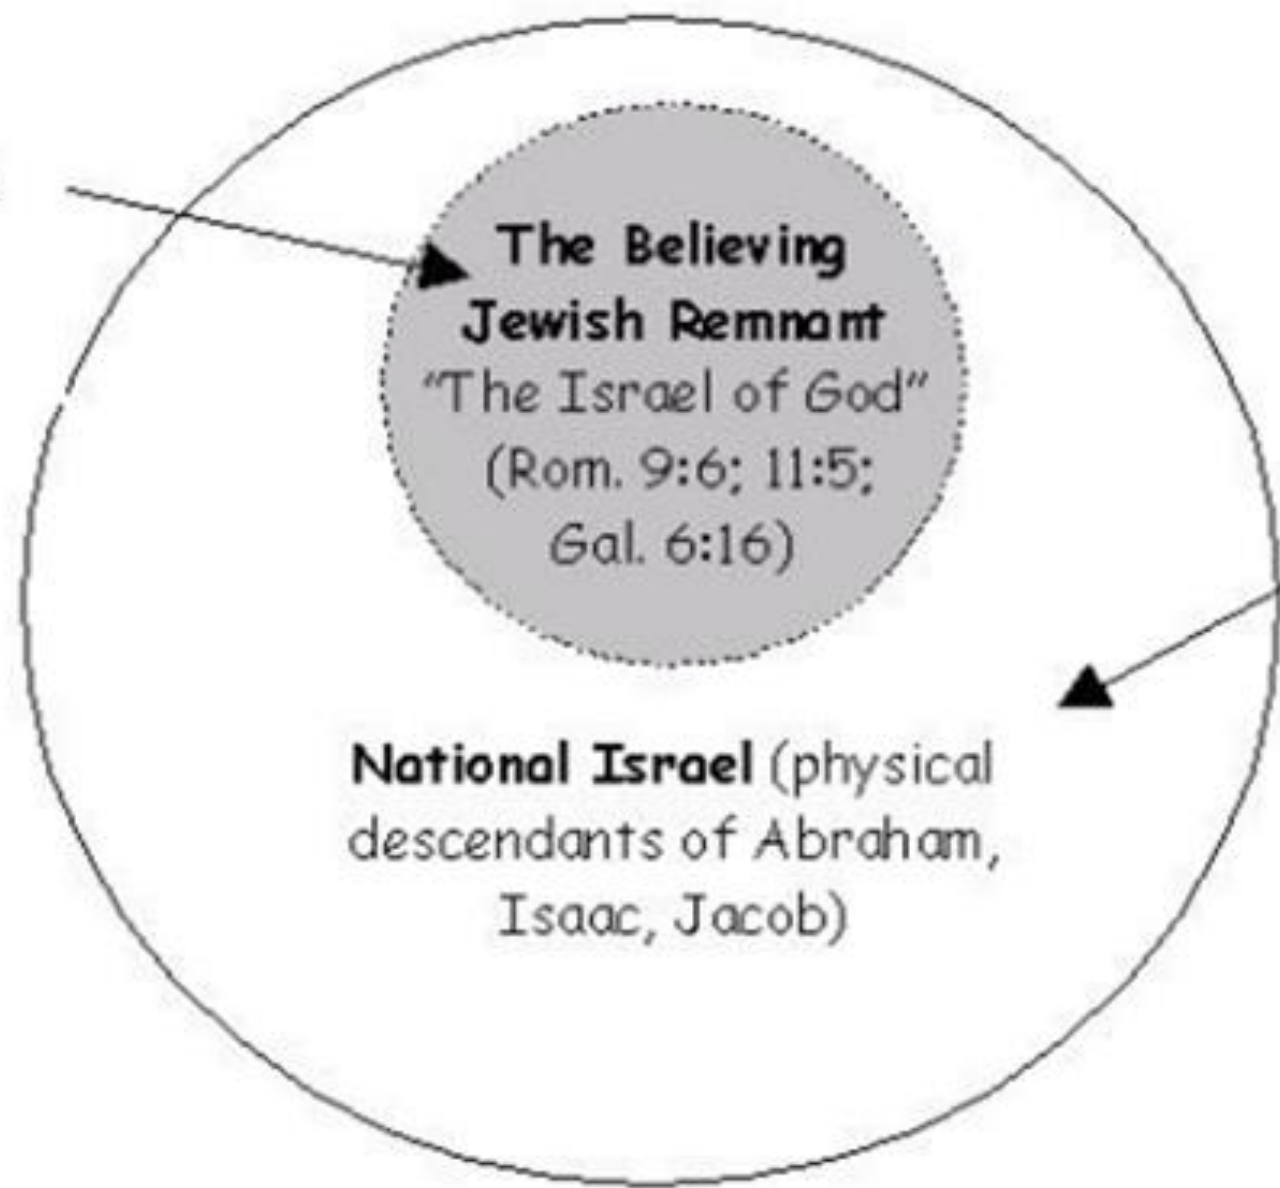 The Believing
Jewish Remnant
"The Israel of God"
(Rom. 9:6; 11:5;
Gal. 6:16)
National Israel (physical
descendants of Abraham,
Isaac, Jacob)